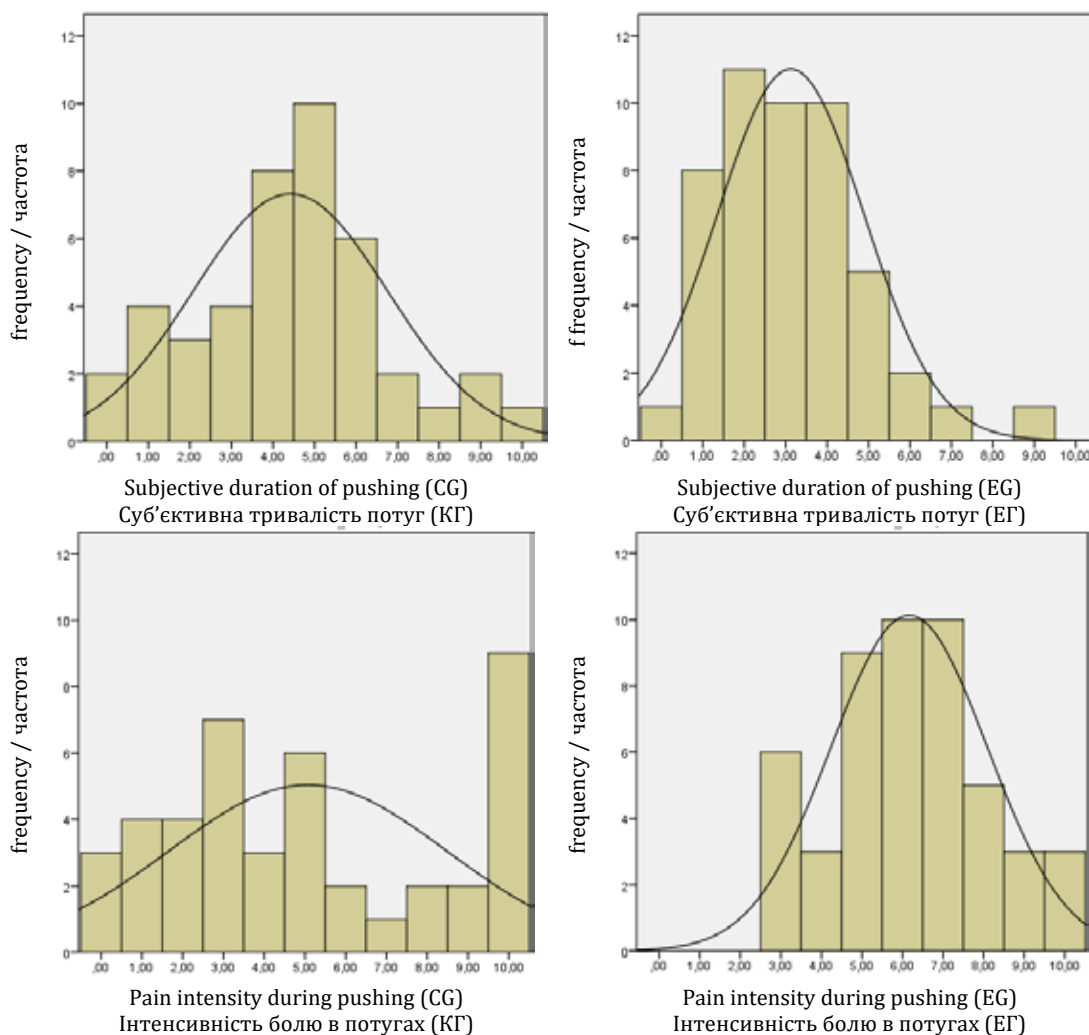 frequency / частота
12
10
8
6
4
2
0
,00 1,00 2,00 3,00 4,00 5,00 6,00 7,00 8,00 9,00 10,00
Subjective duration of pushing (CG)
Суб’єктивна тривалість потуг (КГ)
f frequency / частота
12
10
8
6
4
2
0
,00 1,00 2,00 3,00 4,00 5,00 6,00 7,00 8,00 9,00 10,00
Subjective duration of pushing (EG)
Суб’єктивна тривалість потуг (ЕГ)
frequency / частота
12
10
8
6
4
2
0
,00 1,00 2,00 3,00 4,00 5,00 6,00 7,00 8,00 9,00 10,00
Pain intensity during pushing (CG)
Інтенсивність болю в потугах (КГ)
frequency / частота
12
10
8
6
4
2
0
,00 1,00 2,00 3,00 4,00 5,00 6,00 7,00 8,00 9,00 10,00
Pain intensity during pushing (EG)
Інтенсивність болю в потугах (ЕГ)